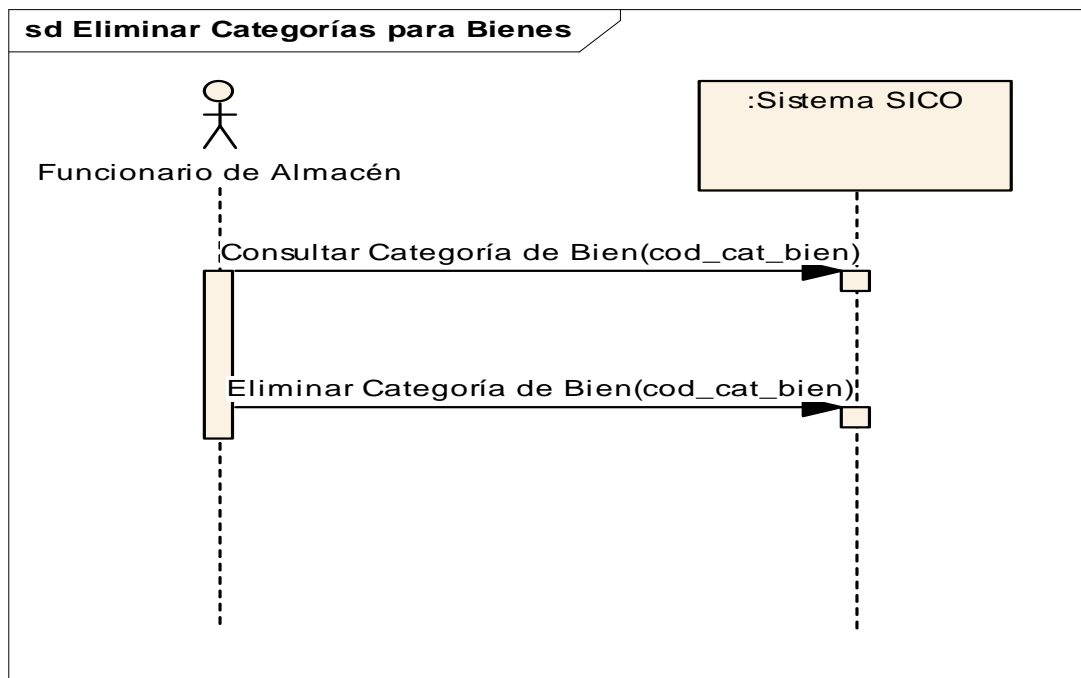 sd Eliminar Categorías para Bienes
:Sistema SICO
Funcionario de Almacén
Consultar Categoría de Bien(cod_cat_bien)
Eliminar Categoría de Bien(cod_cat_bien)